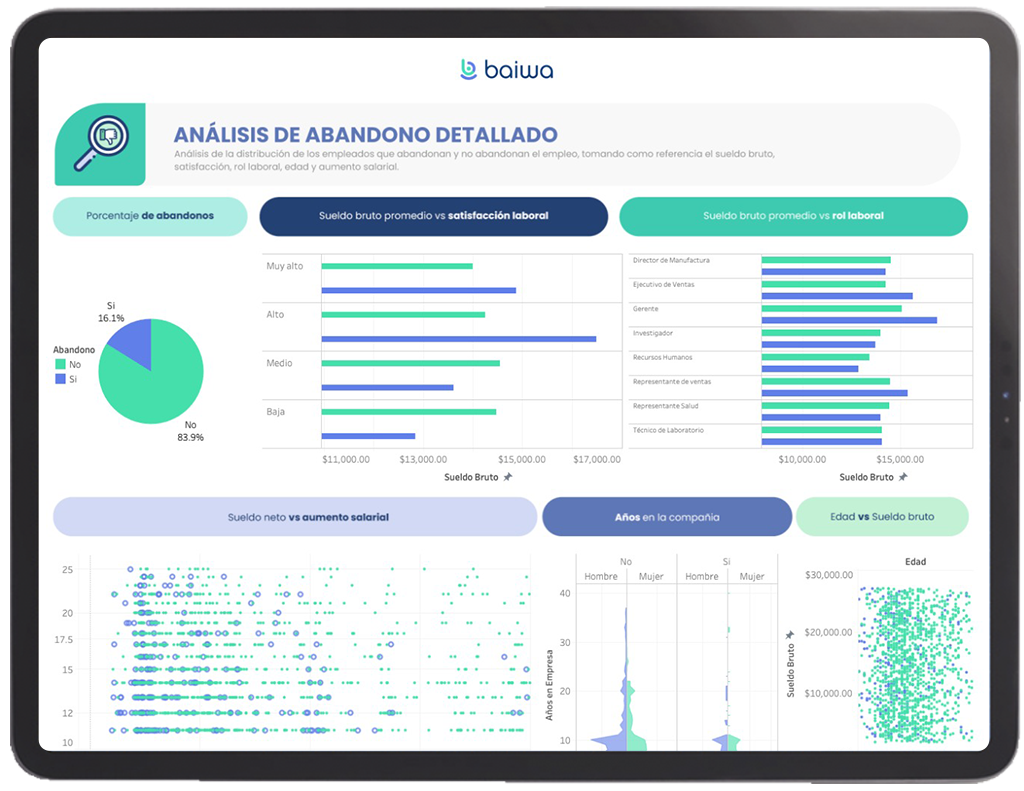 baiwa
ANÁLISIS DE ABANDONO DETALLADO
Análisis de la distribución de los empleados que abandonan y no abandonan el empleo, tomando como referencia el sueldo bruto,
satisfacción, rol laboral, edad y aumento salarial.
Porcentaje de abandonos
Sueldo bruto promedio vs satisfacción laboral
Sueldo bruto promedio vs rol laboral
Si
16.1%
Abandono
No
Si
No
83.9%
Muy alto
Alto
Medio
Baja
$11,000.00 $13,000.00 $15,000.00 $17,000.00
Sueldo Bruto
Director de Manufactura
Ejecutivo de Ventas
Gerente
Investigador
Recursos Humanos
Representante de ventas
Representante Salud
Técnico de Laboratorio
$10,000.00 $15,000.00
Sueldo Bruto
Sueldo neto vs aumento salarial
Años en la compañia
Edad vs Sueldo bruto
25
20
17.5
15
12
10
No Si
Hombre Mujer Hombre Mujer
Años en Empresa
40
30
20
10
Edad
Sueldo Bruto
$30,000.00
$20,000.00
$10,000.00